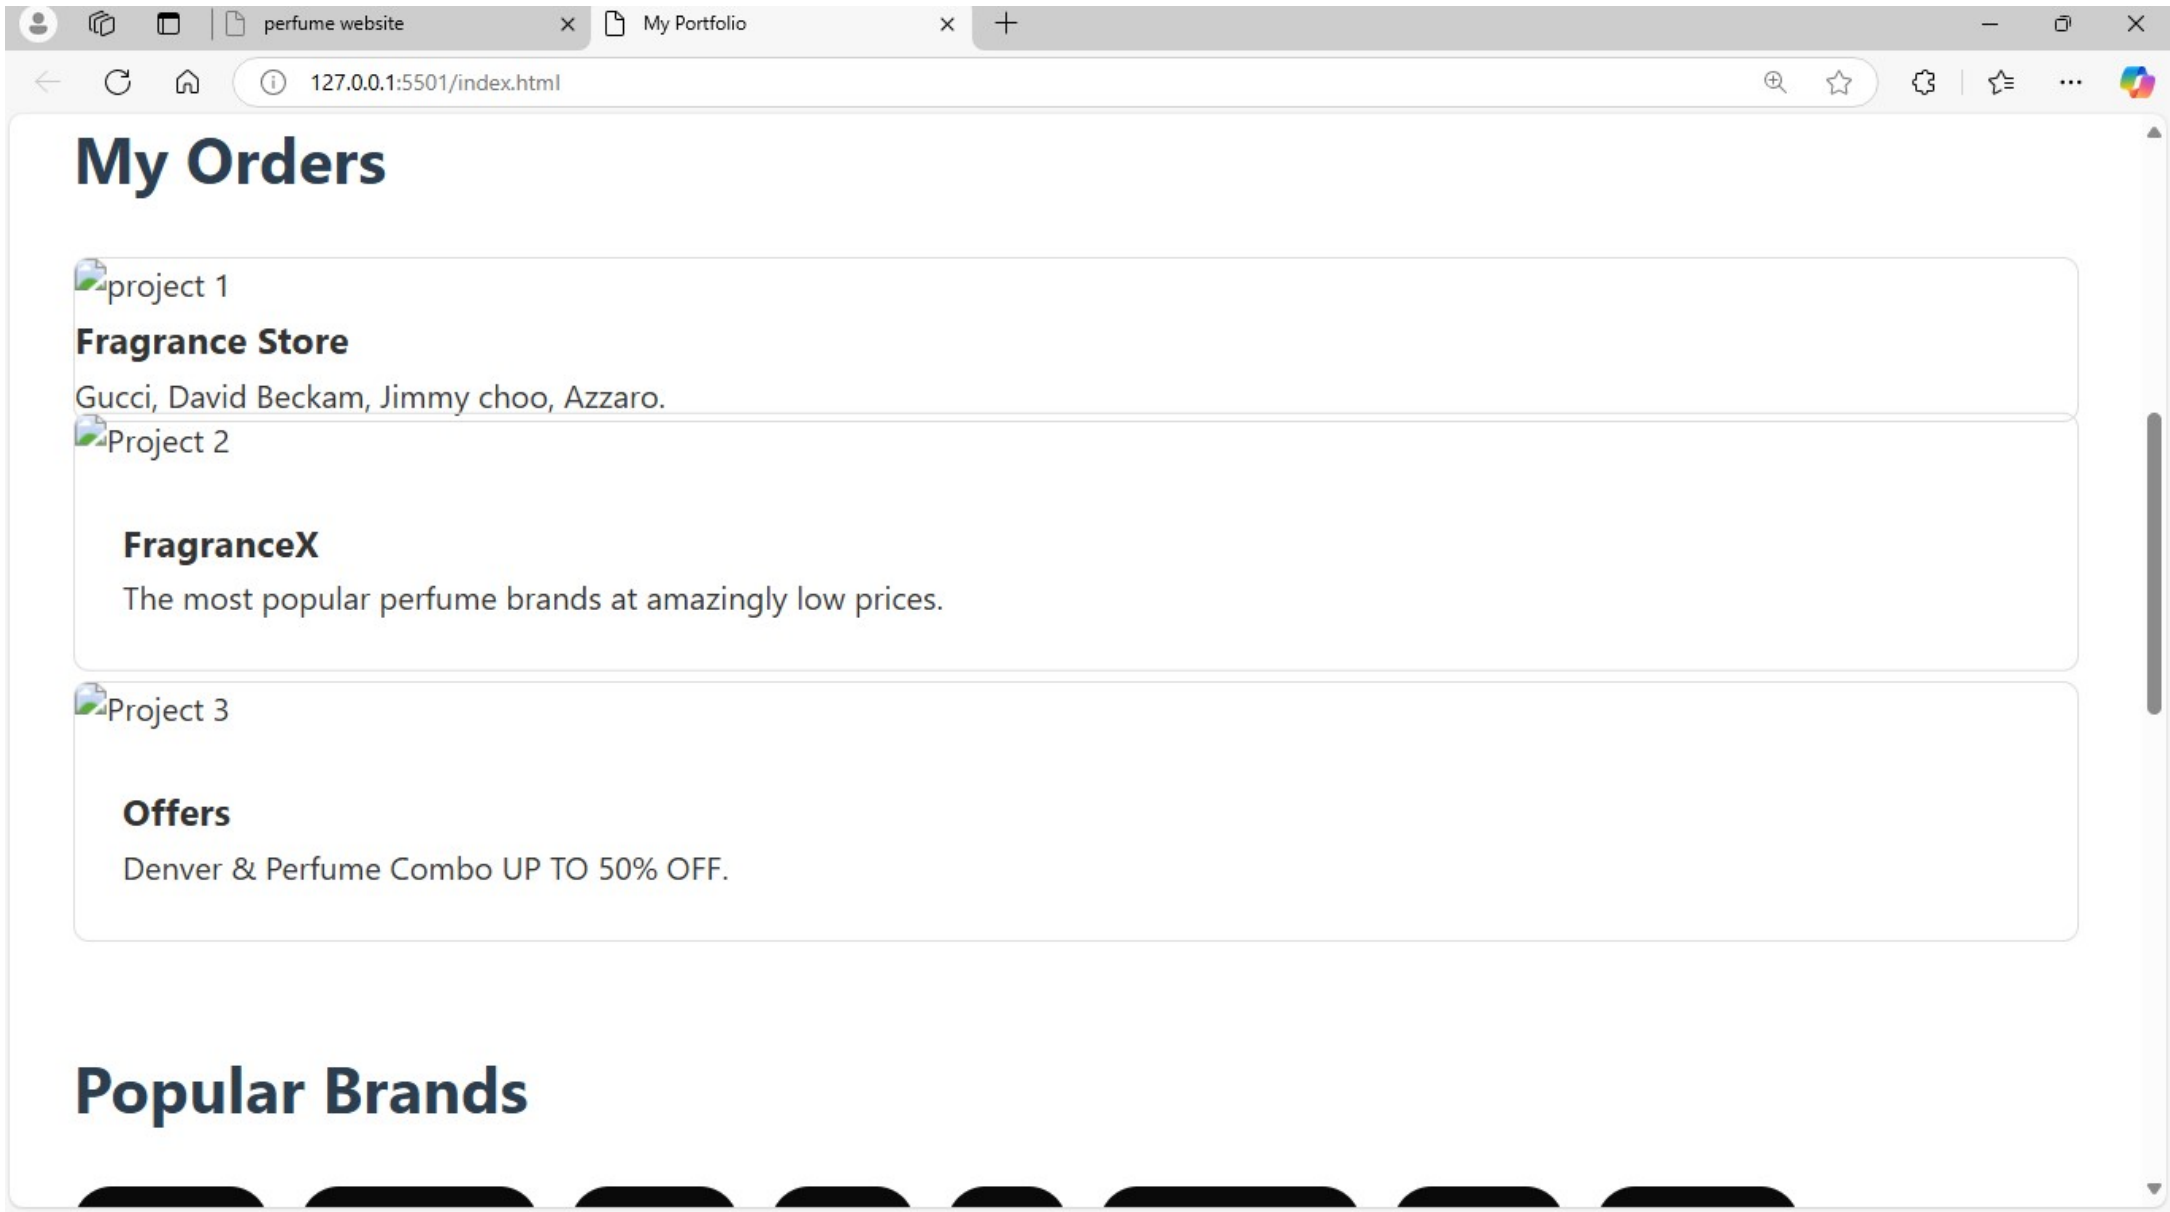 perfume website
My Portfolio
127.0.0.1:5501/index.html
My Orders
project 1
Fragrance Store
Gucci, David Beckam, Jimmy choo, Azzaro.
Project 2
FragranceX
The most popular perfume brands at amazingly low prices.
Project 3
Offers
Denver & Perfume Combo UP TO 50% OFF.
Popular Brands